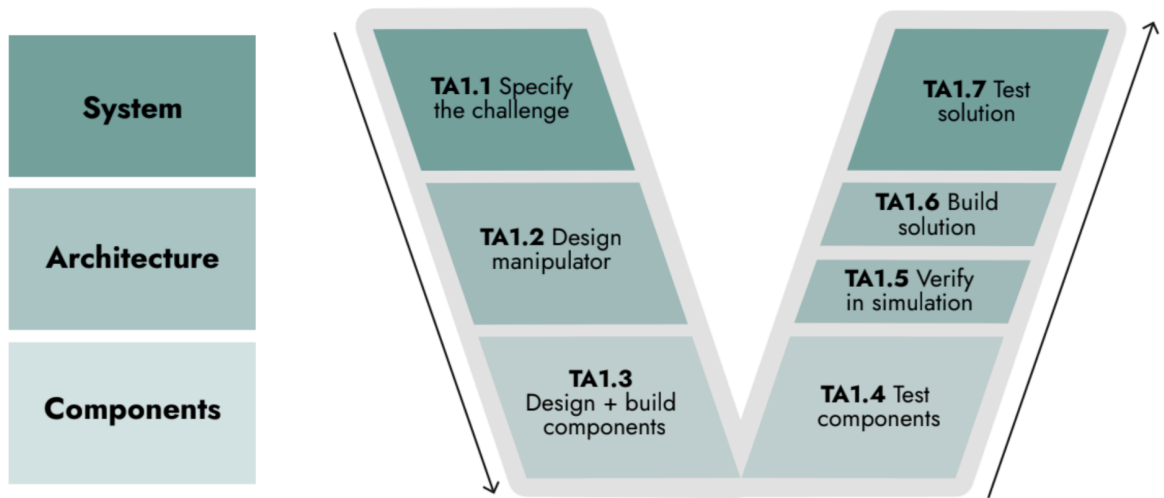 System
Architecture
Components
TA1.1 Specify
the challenge
TA1.2 Design
manipulator
TA1.3
Design + build
components
TA1.7 Test
solution
TA1.6 Build
solution
TA1.5 Verify
in simulation
TA1.4 Test
components